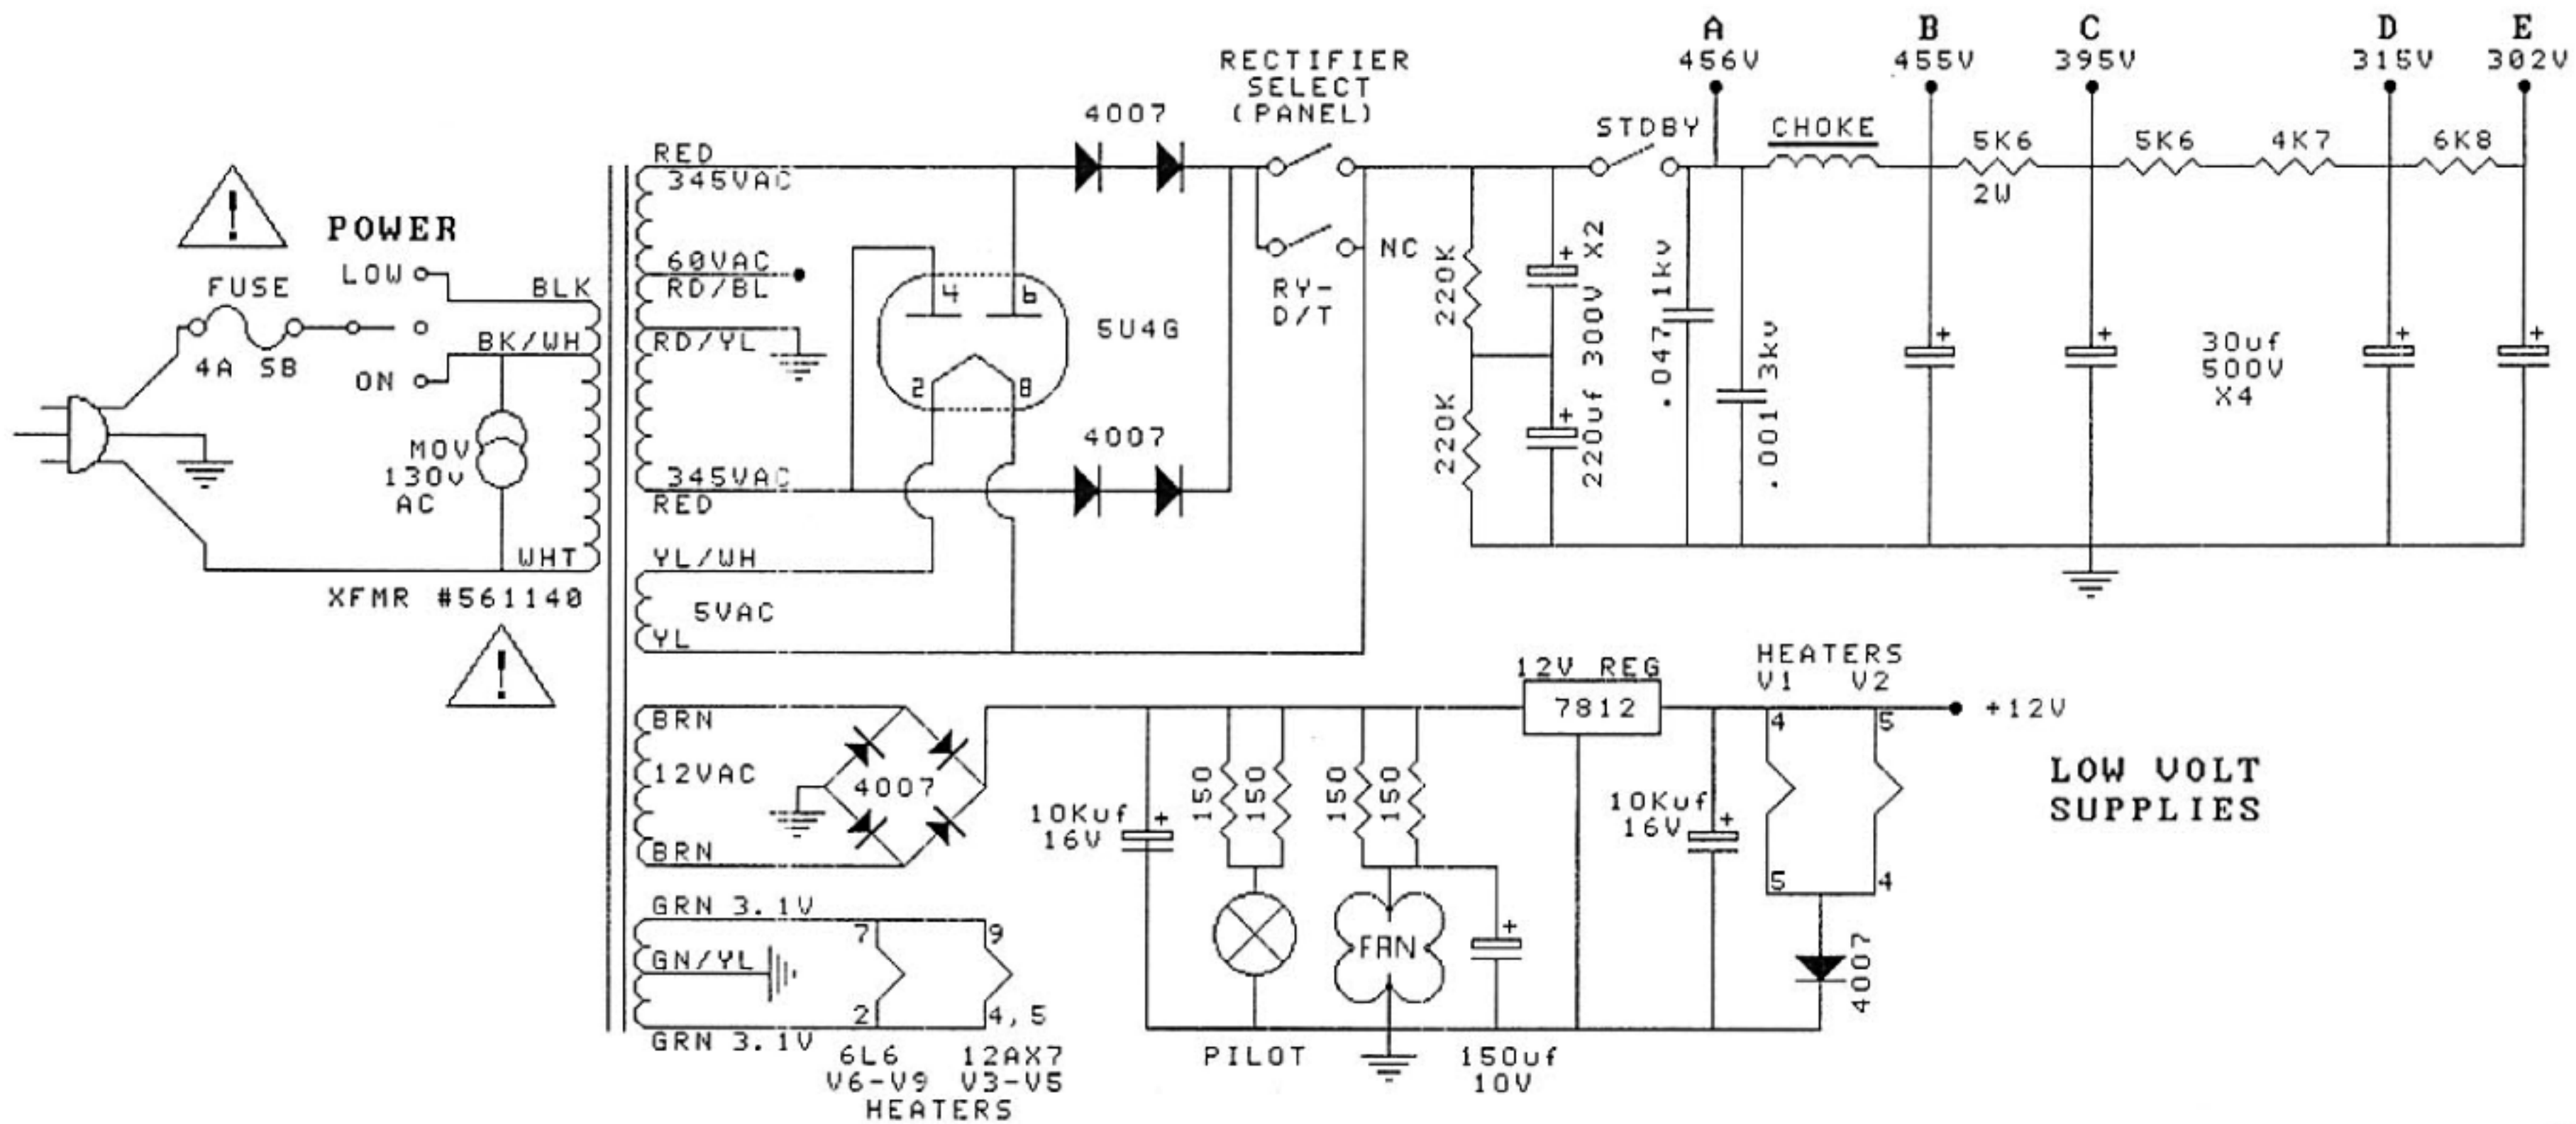 A B C D E
456V 455V 395V 315V 302V
RECTIFIER
SELECT
(PANEL)
4007
STDBY
CHOKE
5K6
2W
5K6
4K7
6K8
RED
345VAC
60VAC
RD/BL
RD/YL
345VAC
RED
4 6
2 8
5U4G
4007
NC
RY-
D/T
220K
220K
220uf 300V X2
.047 1kv
.001 3kv
30uf
500V
X4
!
POWER
LOW
FUSE
4A SB
ON
BLK
BK/WH
MOV
130v
AC
WHT
XFMR #561140
!
YL/WH
5VAC
YL
BRN
12VAC
BRN
4007
10Kuf
16V
150
150
150
150
12V REG
7812
HEATERS
V1 V2
4 5
5 4
+12V
10Kuf
16V
4007
LOW VOLT
SUPPLIES
FAN
PILOT
150uf
10V
GRN 3.1V
GN/YL
GRN 3.1V
7 9
2 4,5
6L6 12AX7
V6-V9 V3-V5
HEATERS